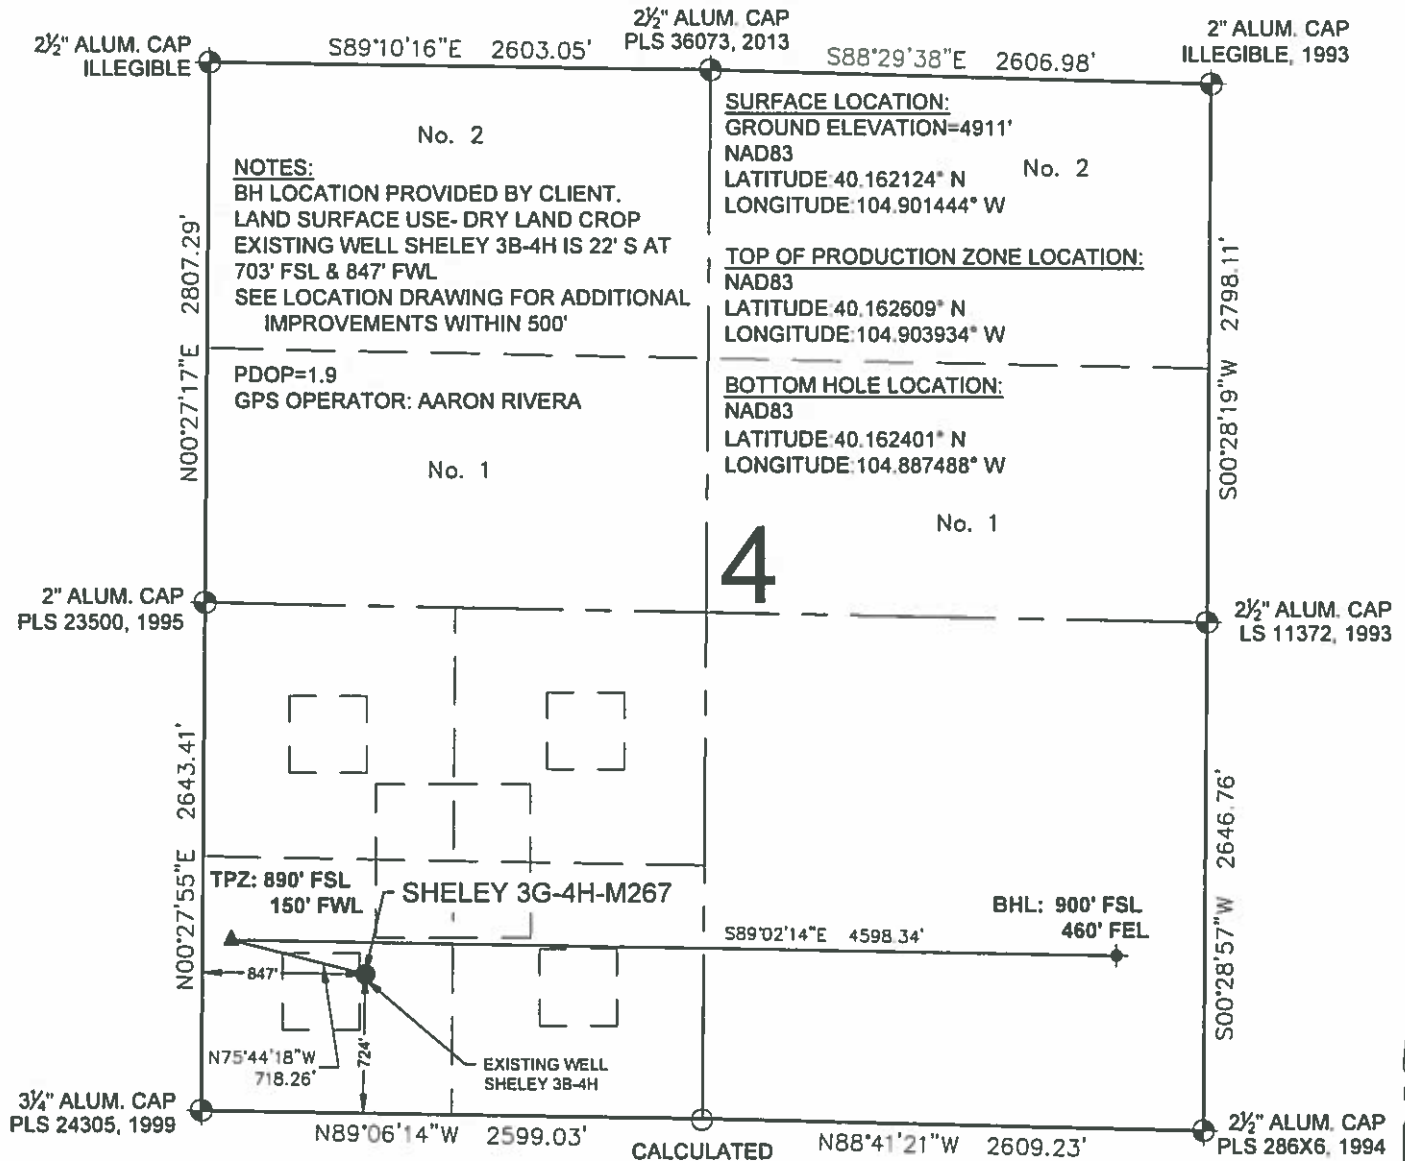 2½" ALUM. CAP
ILLEGIBLE
S89°10'16"E 2603.05'
2½" ALUM. CAP
PLS 36073, 2013
S88°29'38"E 2606.98'
2" ALUM. CAP
ILLEGIBLE, 1993
No. 2
NOTES:
BH LOCATION PROVIDED BY CLIENT.
LAND SURFACE USE- DRY LAND CROP
EXISTING WELL SHELEY 3B-4H IS 22' S AT
703' FSL & 847' FWL
SEE LOCATION DRAWING FOR ADDITIONAL
IMPROVEMENTS WITHIN 500'
PDOP=1.9
GPS OPERATOR: AARON RIVERA
No. 1
SURFACE LOCATION:
GROUND ELEVATION=4911'
NAD83
LATITUDE:40.162124° N
LONGITUDE:104.901444° W
No. 2
TOP OF PRODUCTION ZONE LOCATION:
NAD83
LATITUDE:40.162609° N
LONGITUDE:104.903934° W
BOTTOM HOLE LOCATION:
NAD83
LATITUDE:40.162401° N
LONGITUDE:104.887488° W
No. 1
N00°27'17"E 2807.29'
S00°28'19"W 2798.11'
4
2" ALUM. CAP
PLS 23500, 1995
2½" ALUM. CAP
LS 11372, 1993
N00°27'55"E 2643.41'
S00°28'57"W 2646.76'
TPZ: 890' FSL
150' FWL
SHELEY 3G-4H-M267
BHL: 900' FSL
460' FEL
S89°02'14"E 4598.34'
847'
724'
N75°44'18"W
718.26'
EXISTING WELL
SHELEY 3B-4H
3¼" ALUM. CAP
PLS 24305, 1999
N89°06'14"W 2599.03'
CALCULATED
N88°41'21"W 2609.23'
2½" ALUM. CAP
PLS 286X6, 1994